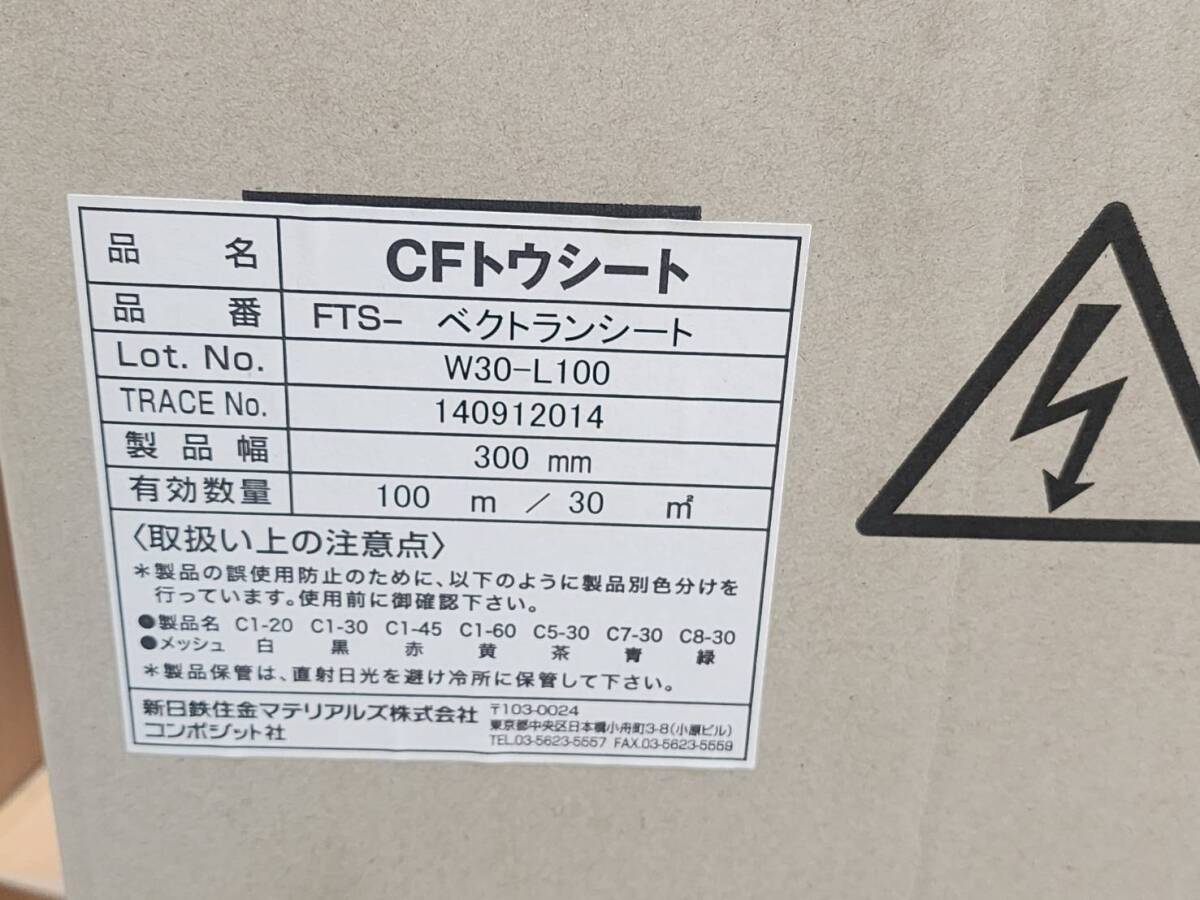 品名 CFトウシート
品番 FTS- ベクトランシート
Lot. No. W30-L100
TRACE No. 140912014
製品幅 300 mm
有効数量 100 m / 30 ㎡
〈取扱い上の注意点〉
*製品の誤使用防止のために、以下のように製品別色分けを
行っています。使用前に御確認下さい。
●製品名 C1-20 C1-30 C1-45 C1-60 C5-30 C7-30 C8-30
●メッシュ 白 黒 赤 黄 茶 青 緑
*製品保管は、直射日光を避け冷所に保管して下さい。
新日鉄住金マテリアルズ株式会社
コンポジット社
〒103-0024
東京都中央区日本橋小舟町3-8(小原ビル)
TEL.03-5623-5557 FAX.03-5623-5559